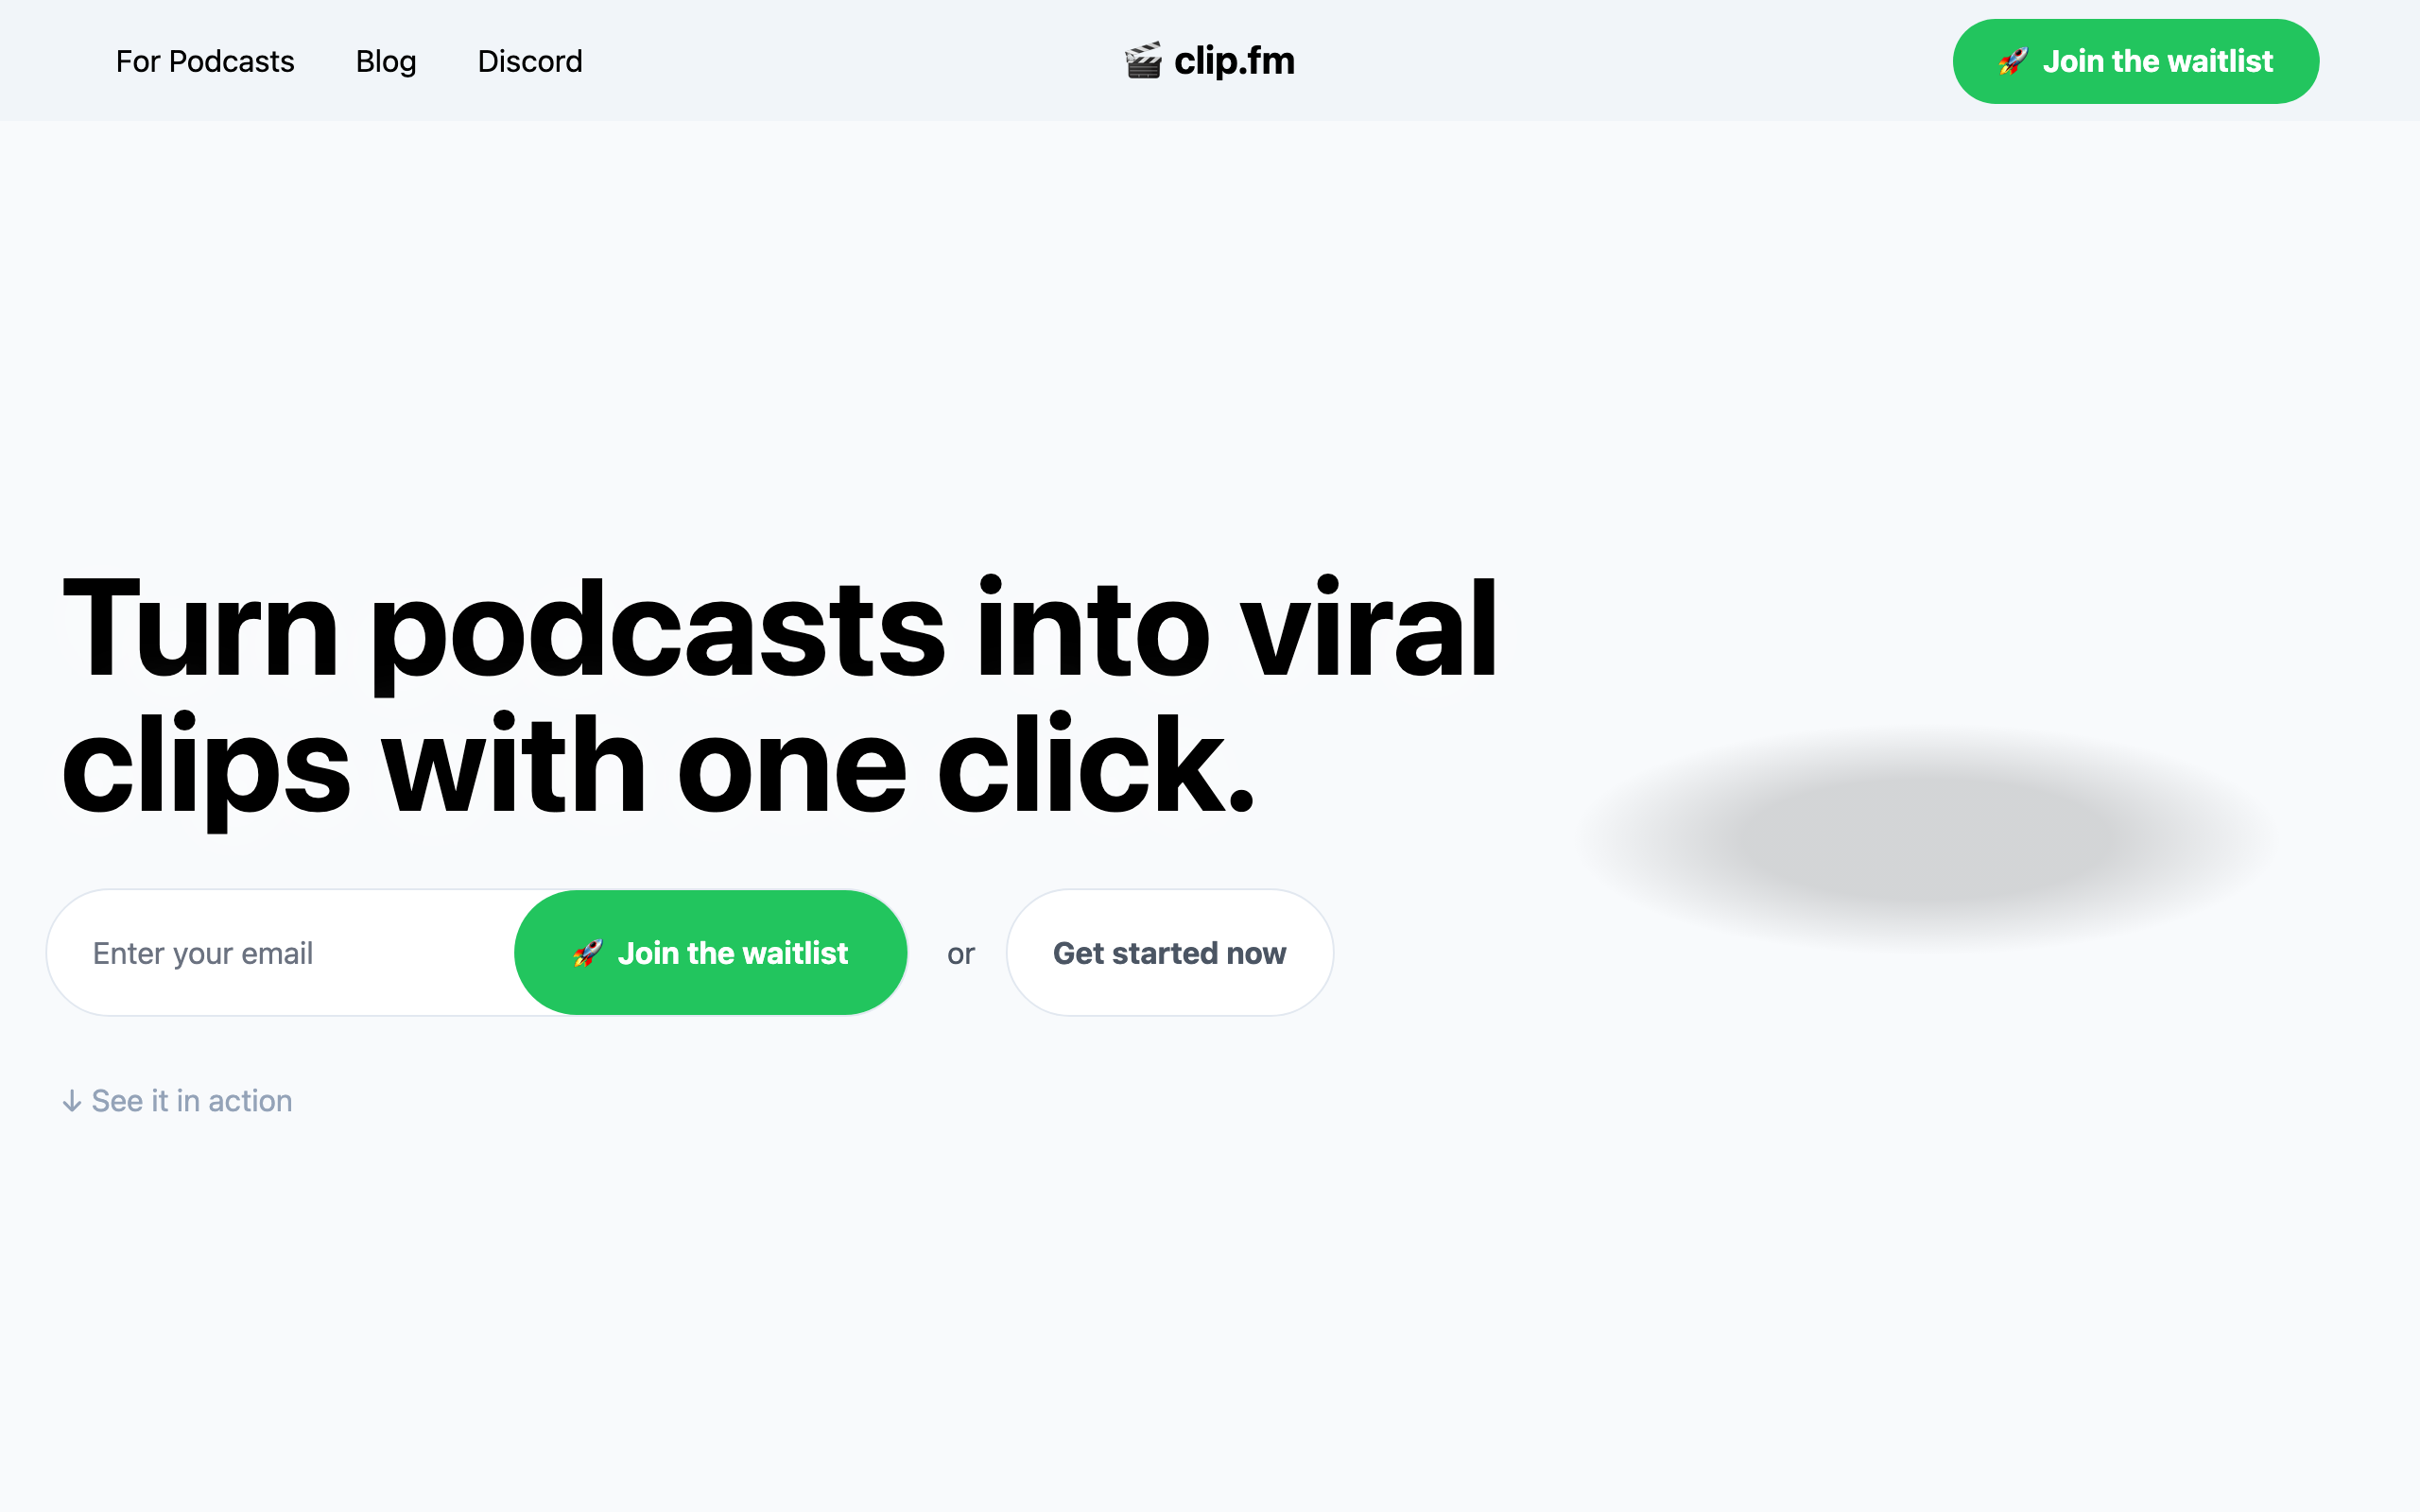 For Podcasts
Blog
Discord
🎬 clip.fm
🚀 Join the waitlist
Turn podcasts into viral
clips with one click.
Enter your email
🚀 Join the waitlist
or
Get started now
↓ See it in action